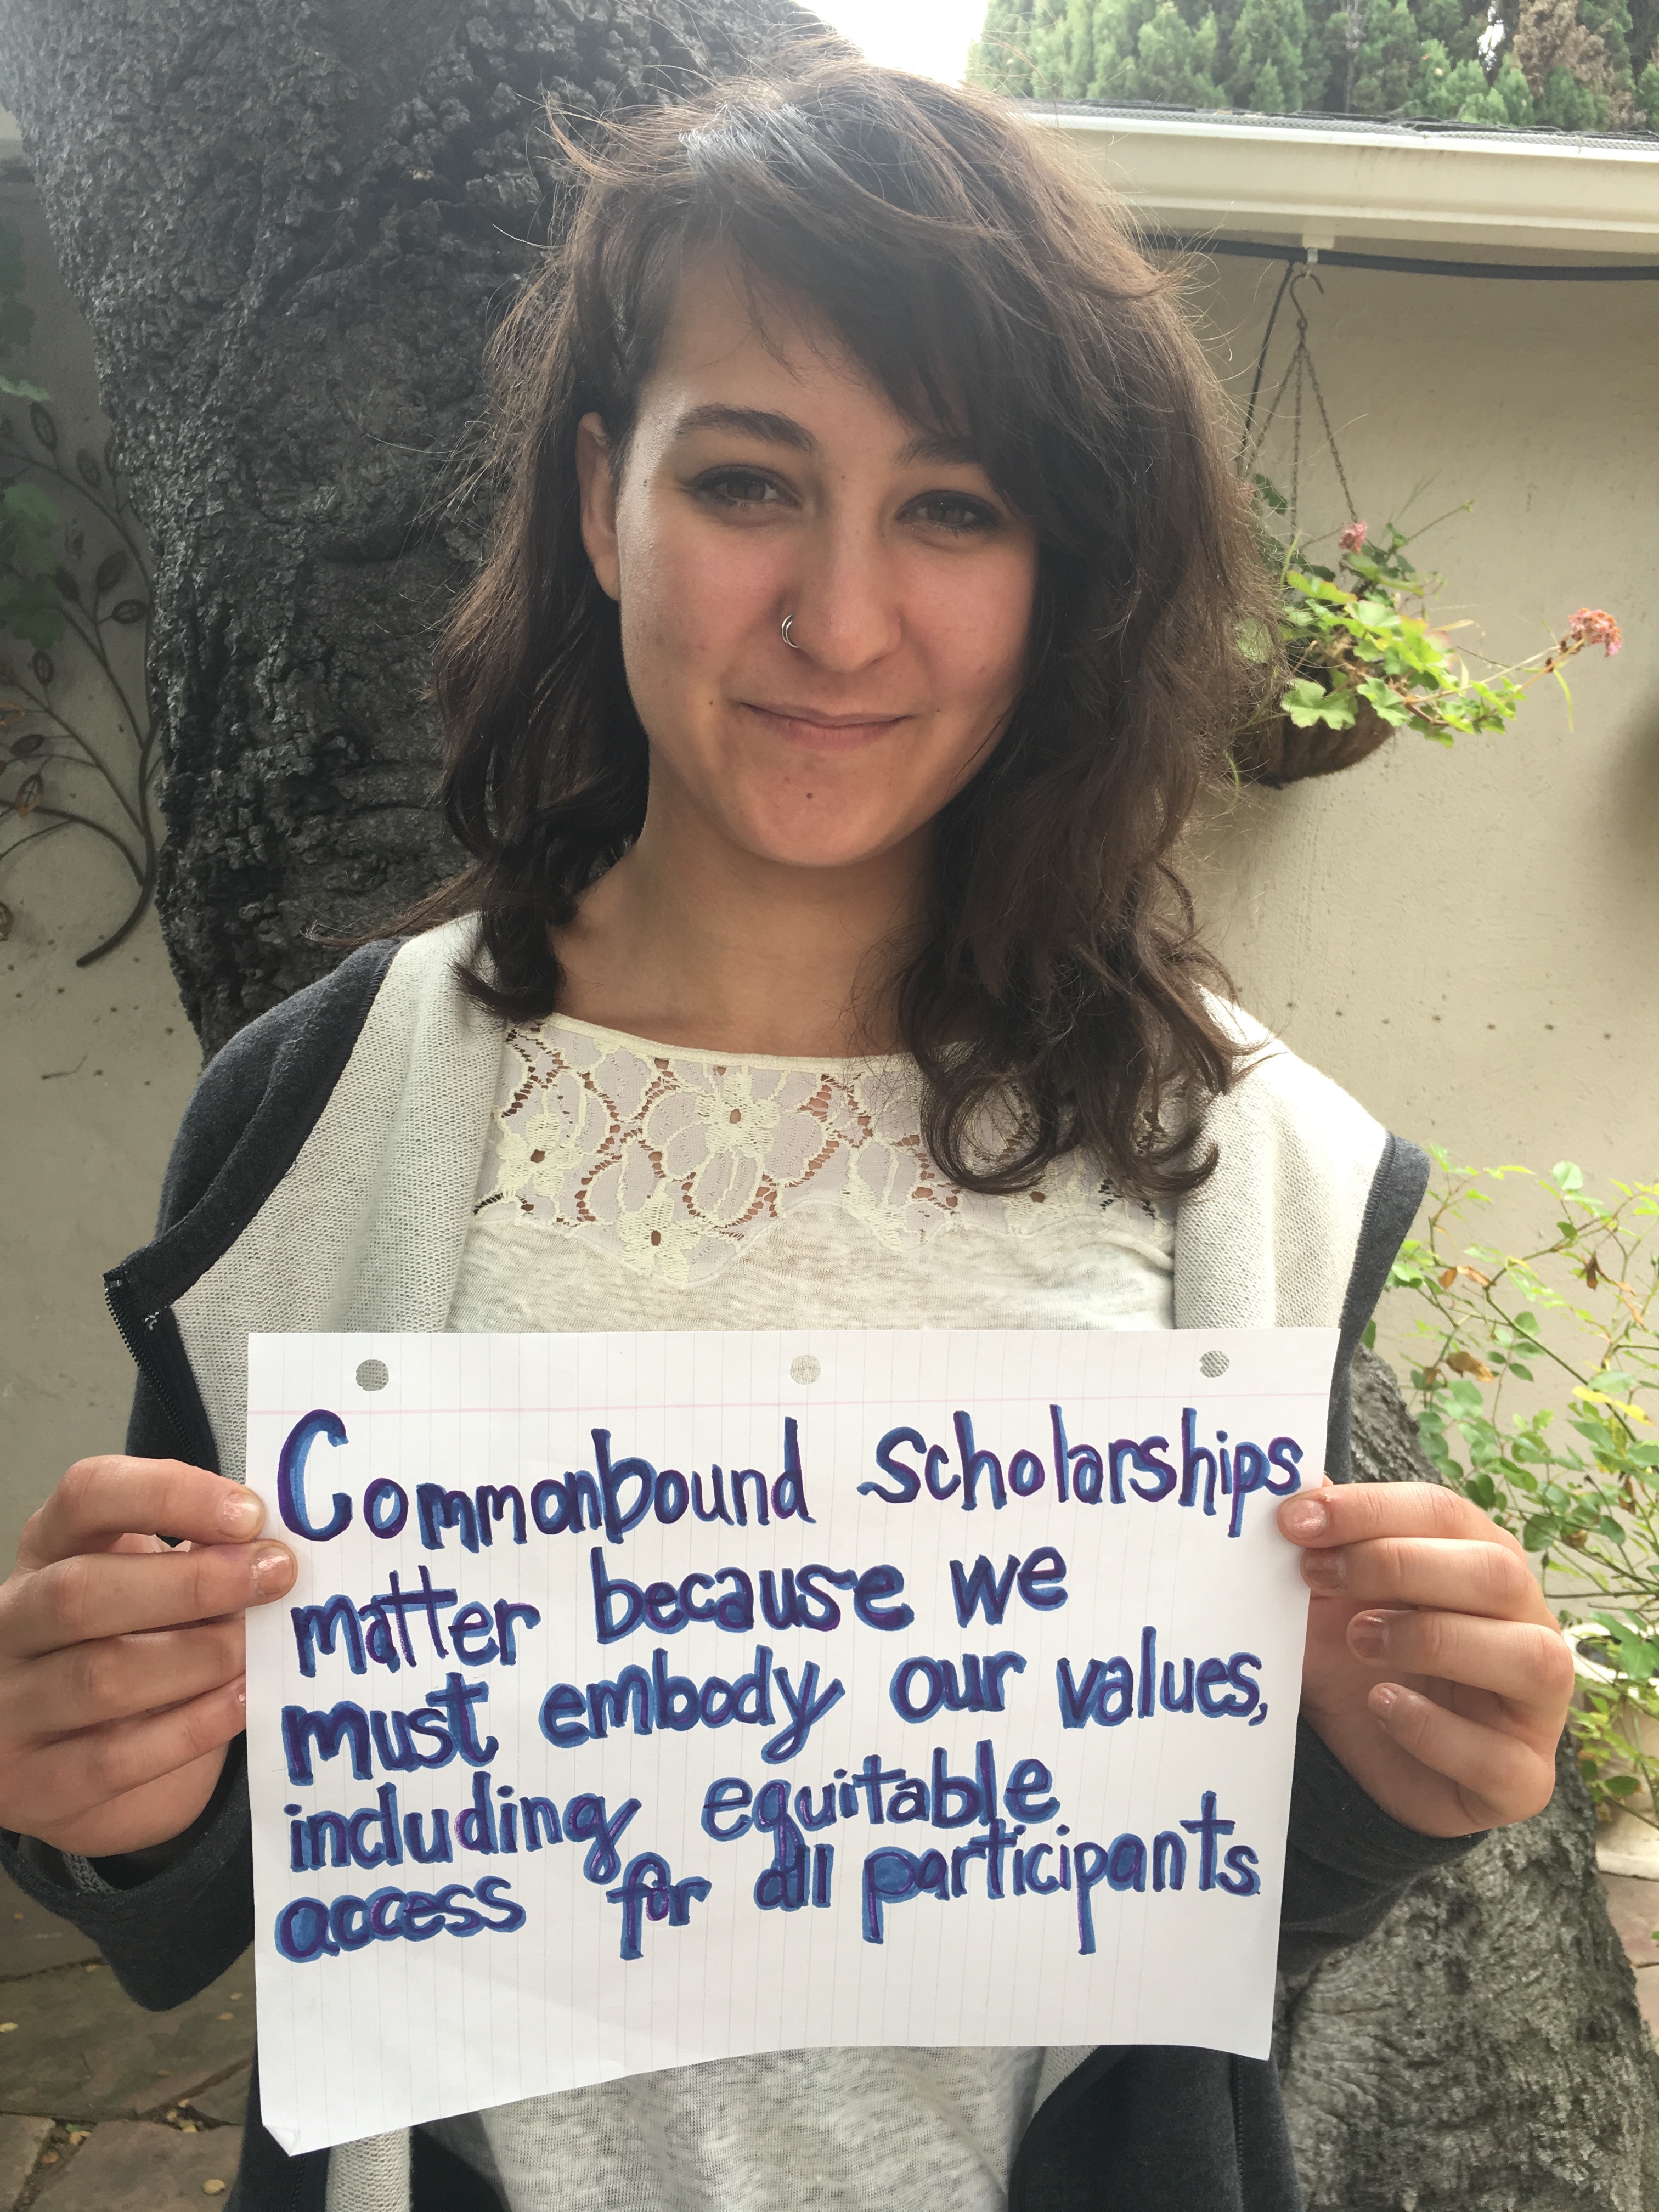 Commonbound scholarships
matter because we
must embody our values,
including equitable
access for all participants